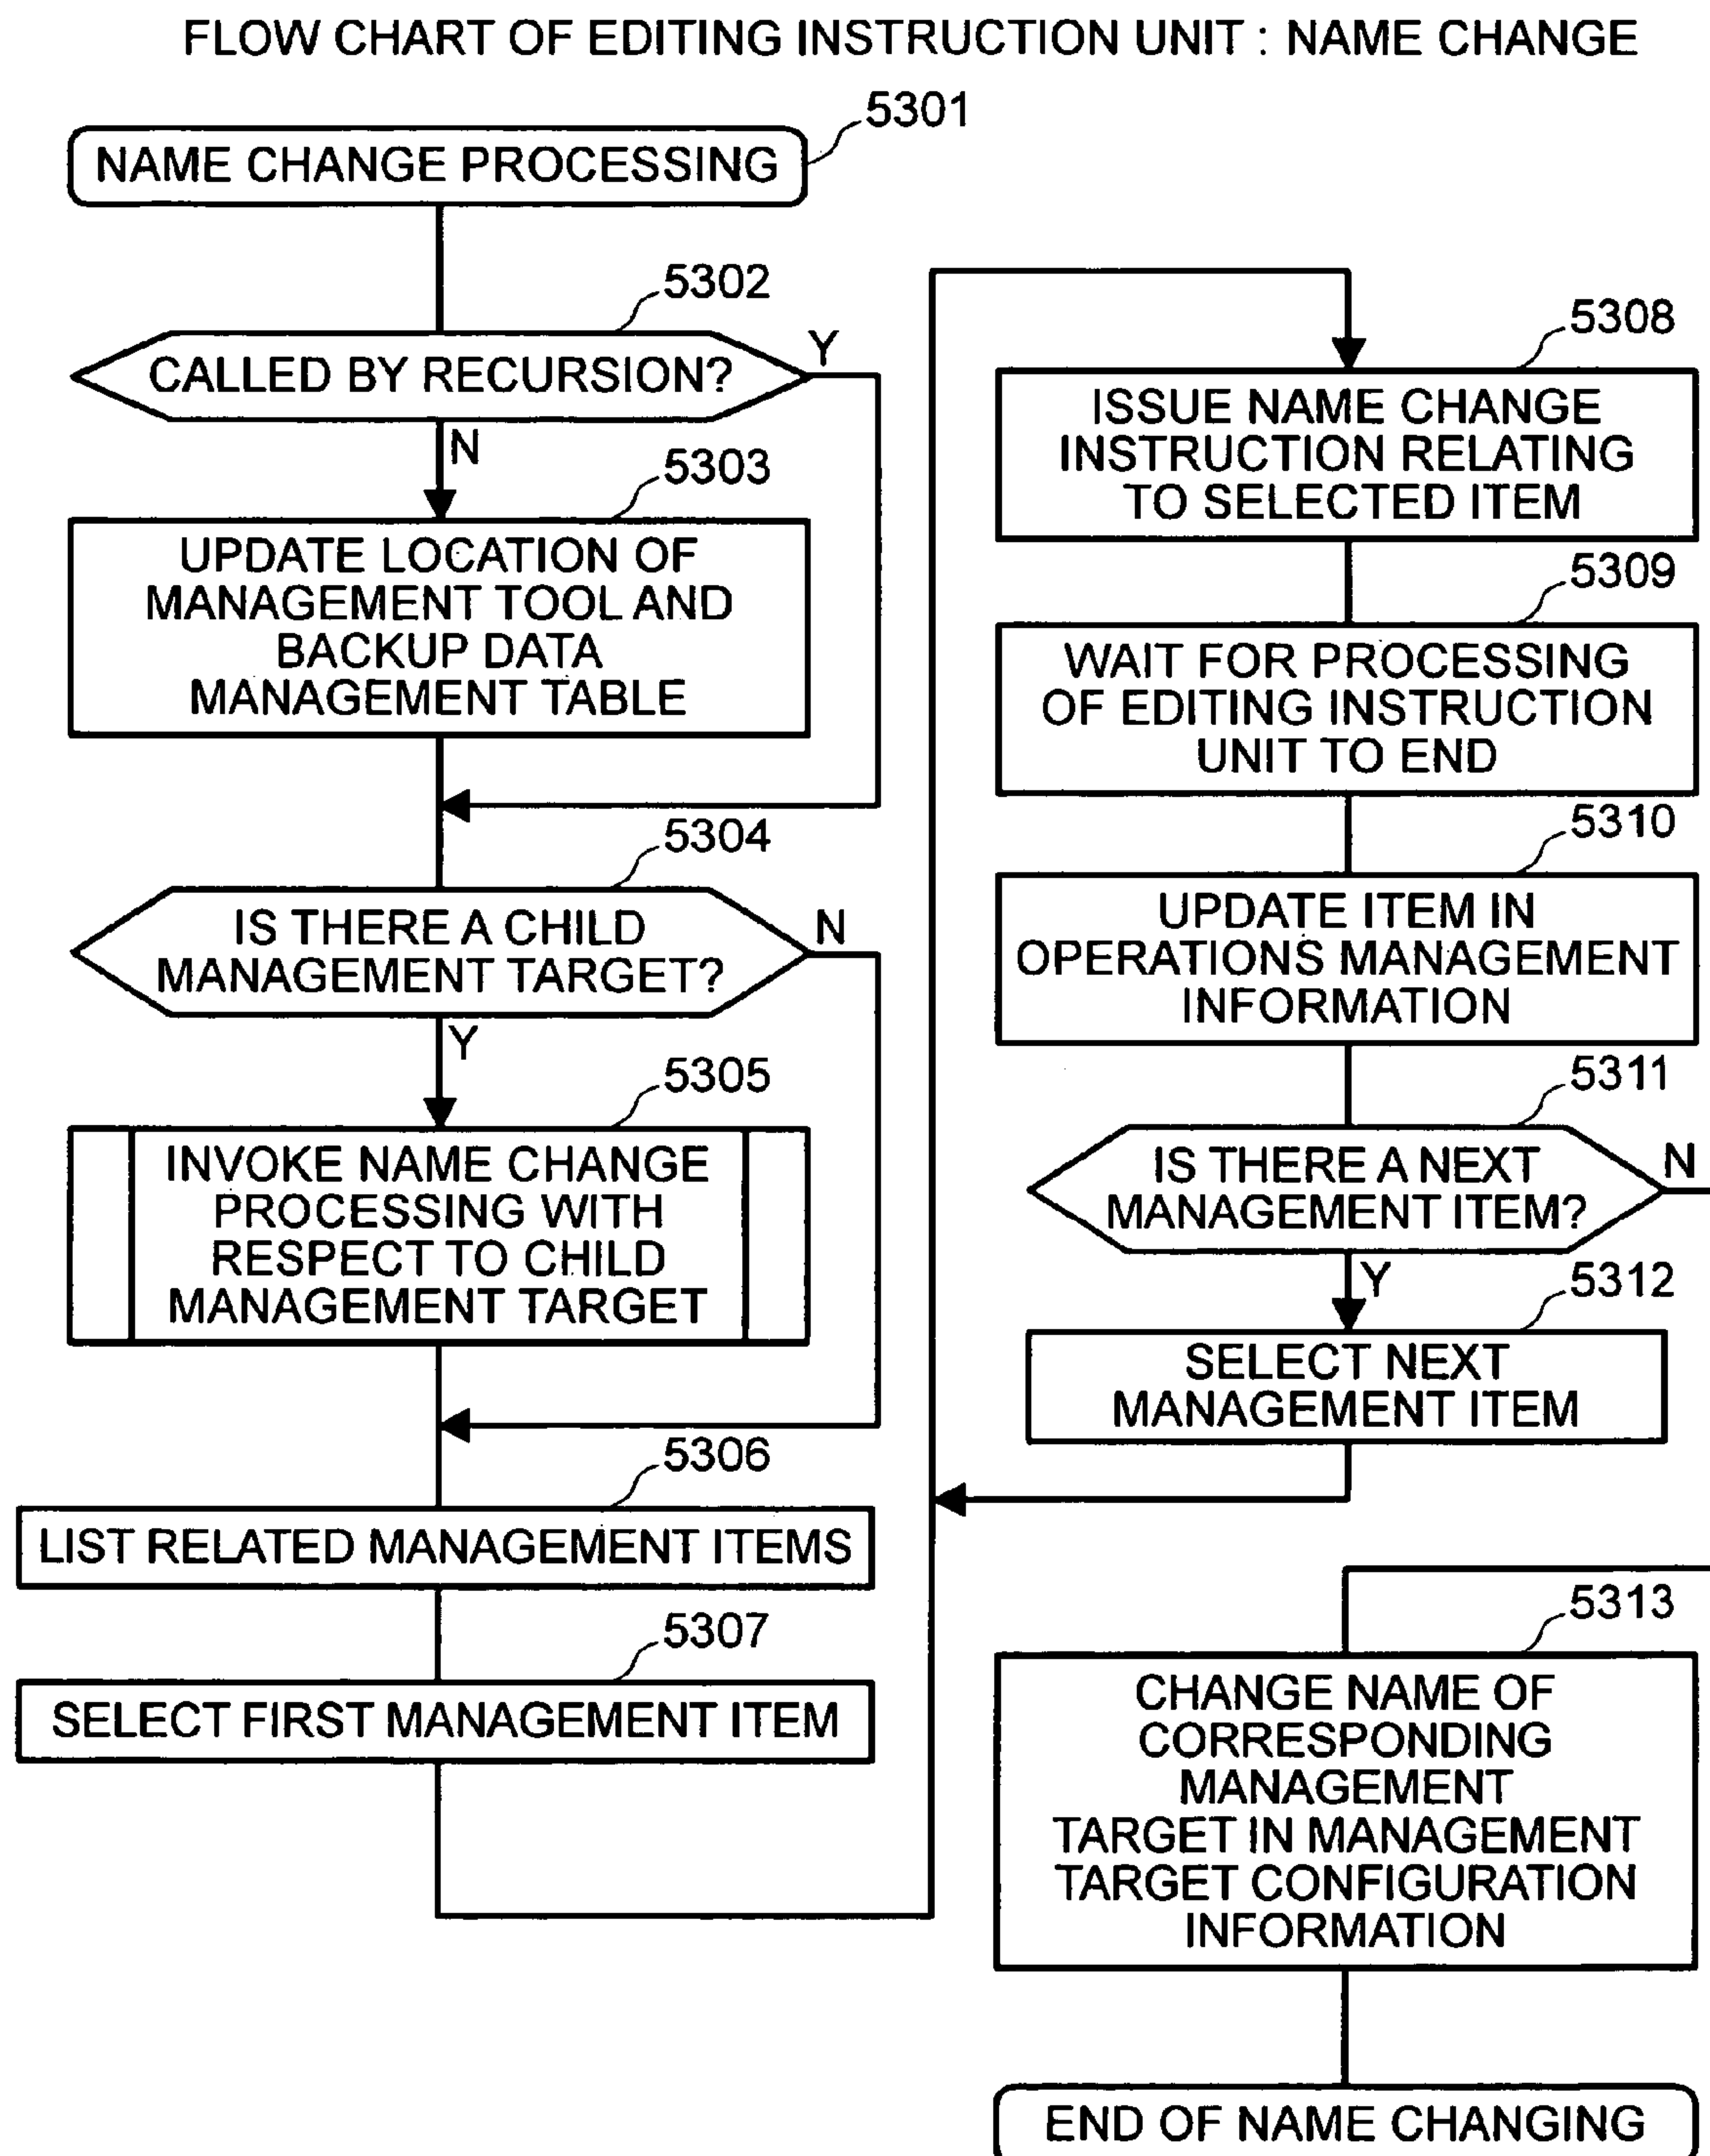 FLOW CHART OF EDITING INSTRUCTION UNIT : NAME CHANGE
5301
NAME CHANGE PROCESSING
5302
CALLED BY RECURSION?
Y
N
5303
UPDATE LOCATION OF
MANAGEMENT TOOL AND
BACKUP DATA
MANAGEMENT TABLE
5304
IS THERE A CHILD
MANAGEMENT TARGET?
N
Y
5305
INVOKE NAME CHANGE
PROCESSING WITH
RESPECT TO CHILD
MANAGEMENT TARGET
5306
LIST RELATED MANAGEMENT ITEMS
5307
SELECT FIRST MANAGEMENT ITEM
5308
ISSUE NAME CHANGE
INSTRUCTION RELATING
TO SELECTED ITEM
5309
WAIT FOR PROCESSING
OF EDITING INSTRUCTION
UNIT TO END
5310
UPDATE ITEM IN
OPERATIONS MANAGEMENT
INFORMATION
5311
IS THERE A NEXT
MANAGEMENT ITEM?
N
Y
5312
SELECT NEXT
MANAGEMENT ITEM
5313
CHANGE NAME OF
CORRESPONDING
MANAGEMENT
TARGET IN MANAGEMENT
TARGET CONFIGURATION
INFORMATION
END OF NAME CHANGING